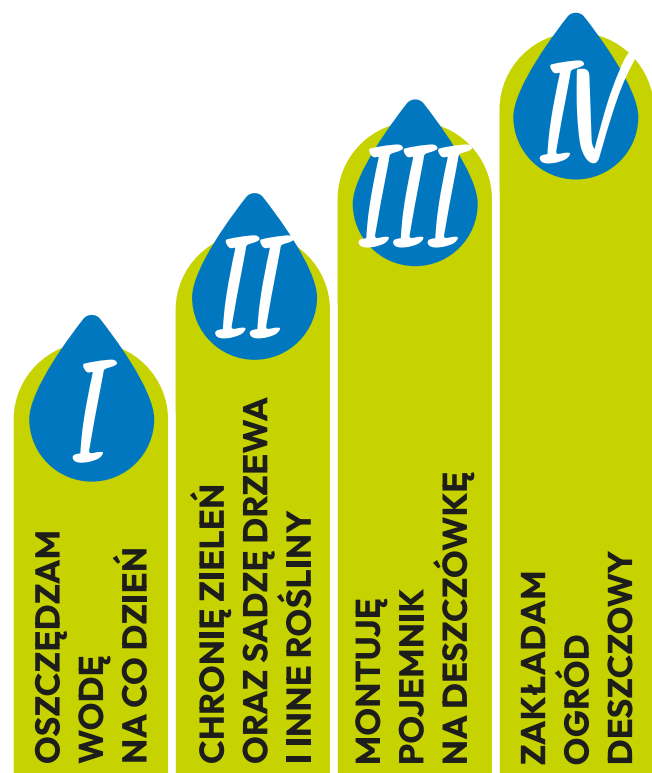 I
OSZCZĘDZAM
WODĘ
NA CO DZIEŃ
II
CHRONIĘ ZIELEŃ
ORAZ SADZĘ DRZEWA
I INNE ROŚLINY
III
MONTUJĘ
POJEMNIK
NA DESZCZÓWKĘ
IV
ZAKŁADAM
OGRÓD
DESZCZOWY